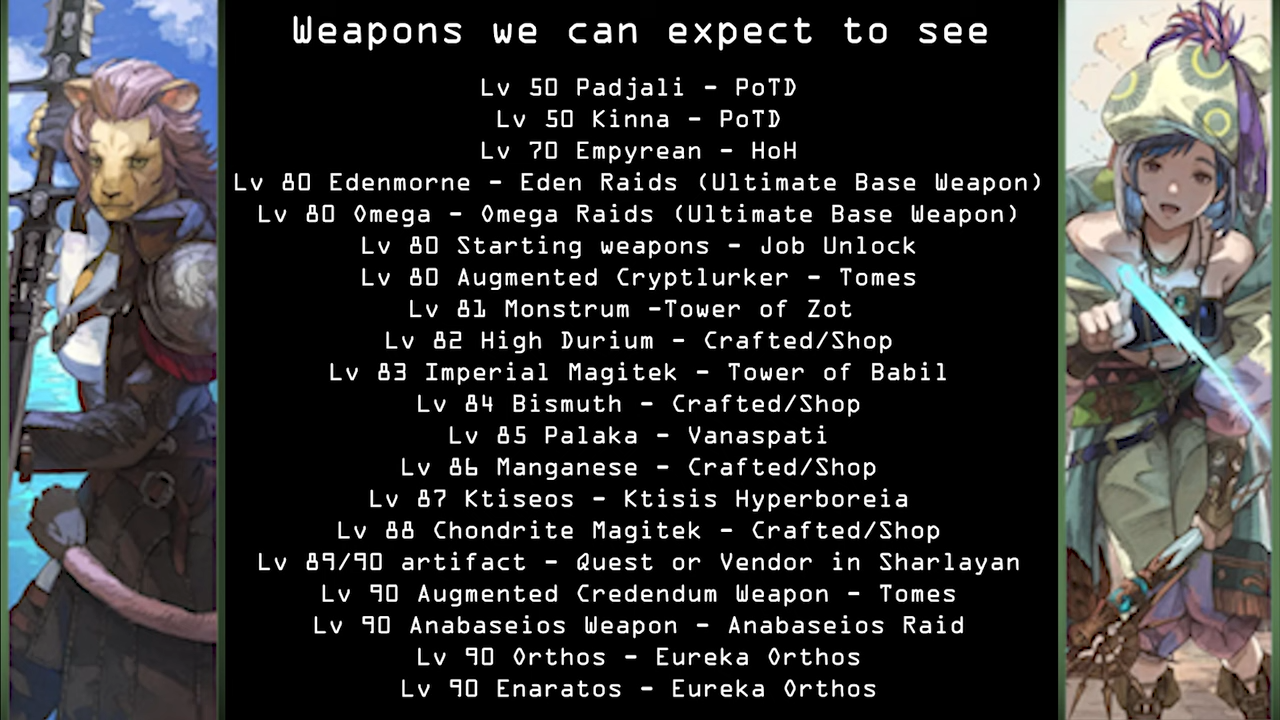 Weapons we can expect to see
Lv 50 Padjali - PoTD
Lv 50 Kinna - PoTD
Lv 70 Empyrean - HoH
Lv 80 Edenmorne - Eden Raids (Ultimate Base Weapon)
Lv 80 Omega - Omega Raids (Ultimate Base Weapon)
Lv 80 Starting weapons - Job Unlock
Lv 80 Augmented Cryptlurker - Tomes
Lv 81 Monstrum -Tower of Zot
Lv 82 High Durium - Crafted/Shop
Lv 83 Imperial Magitek - Tower of Babil
Lv 84 Bismuth - Crafted/Shop
Lv 85 Palaka - Vanaspati
Lv 86 Manganese - Crafted/Shop
Lv 87 Ktiseos - Ktisis Hyperboreia
Lv 88 Chondrite Magitek - Crafted/Shop
Lv 89/90 artifact - Quest or Vendor in Sharlayan
Lv 90 Augmented Credendum Weapon - Tomes
Lv 90 Anabaseios Weapon - Anabaseios Raid
Lv 90 Orthos - Eureka Orthos
Lv 90 Enaratos - Eureka Orthos